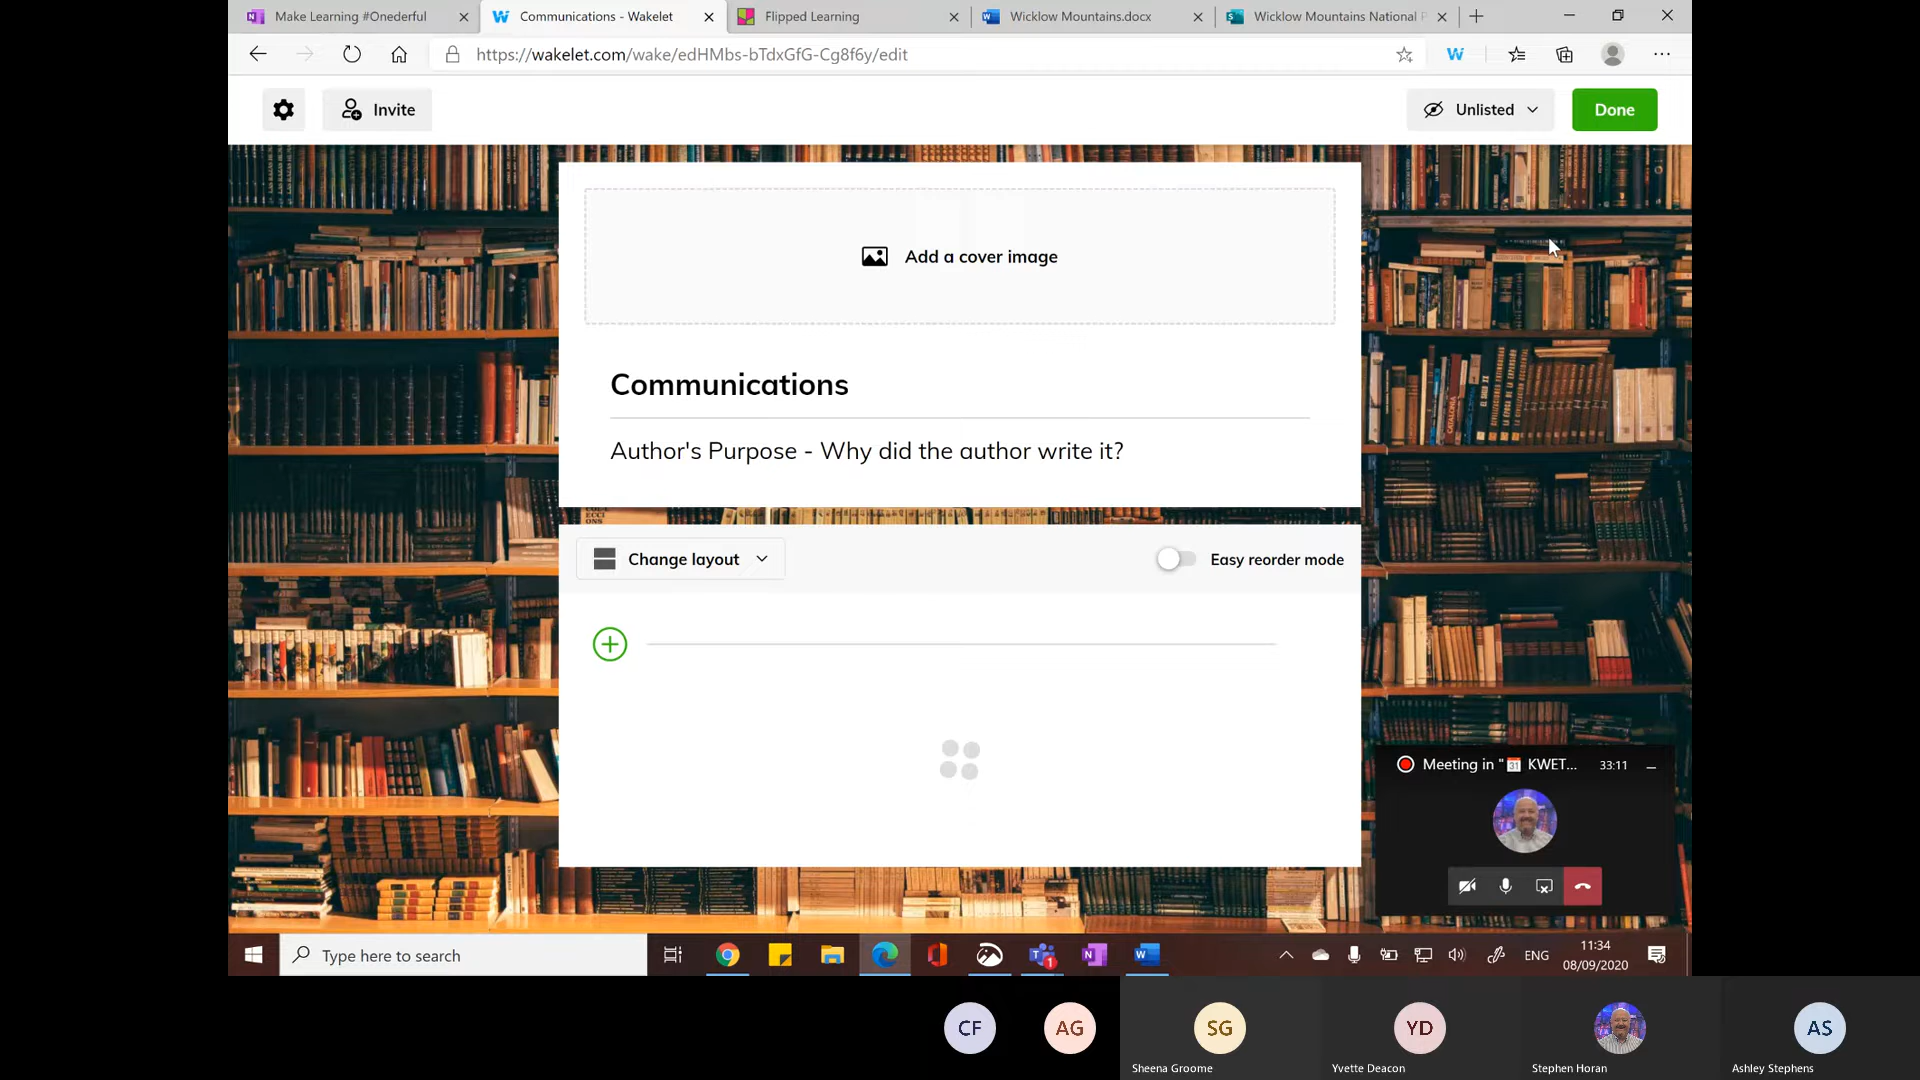 Make Learning #Onederful
Communications - Wakelet
Flipped Learning
Wicklow Mountains.docx
Wicklow Mountains National P
https://wakelet.com/wake/edHMbs-bTdxGfG-Cg8f6y/edit
Invite
Unlisted
Done
Add a cover image
Communications
Author's Purpose - Why did the author write it?
Change layout
Easy reorder mode
Meeting in "31 KWET...
33:11
Type here to search
1
ENG
11:34
08/09/2020
CF
AG
SG
YD
AS
Sheena Groome
Yvette Deacon
Stephen Horan
Ashley Stephens